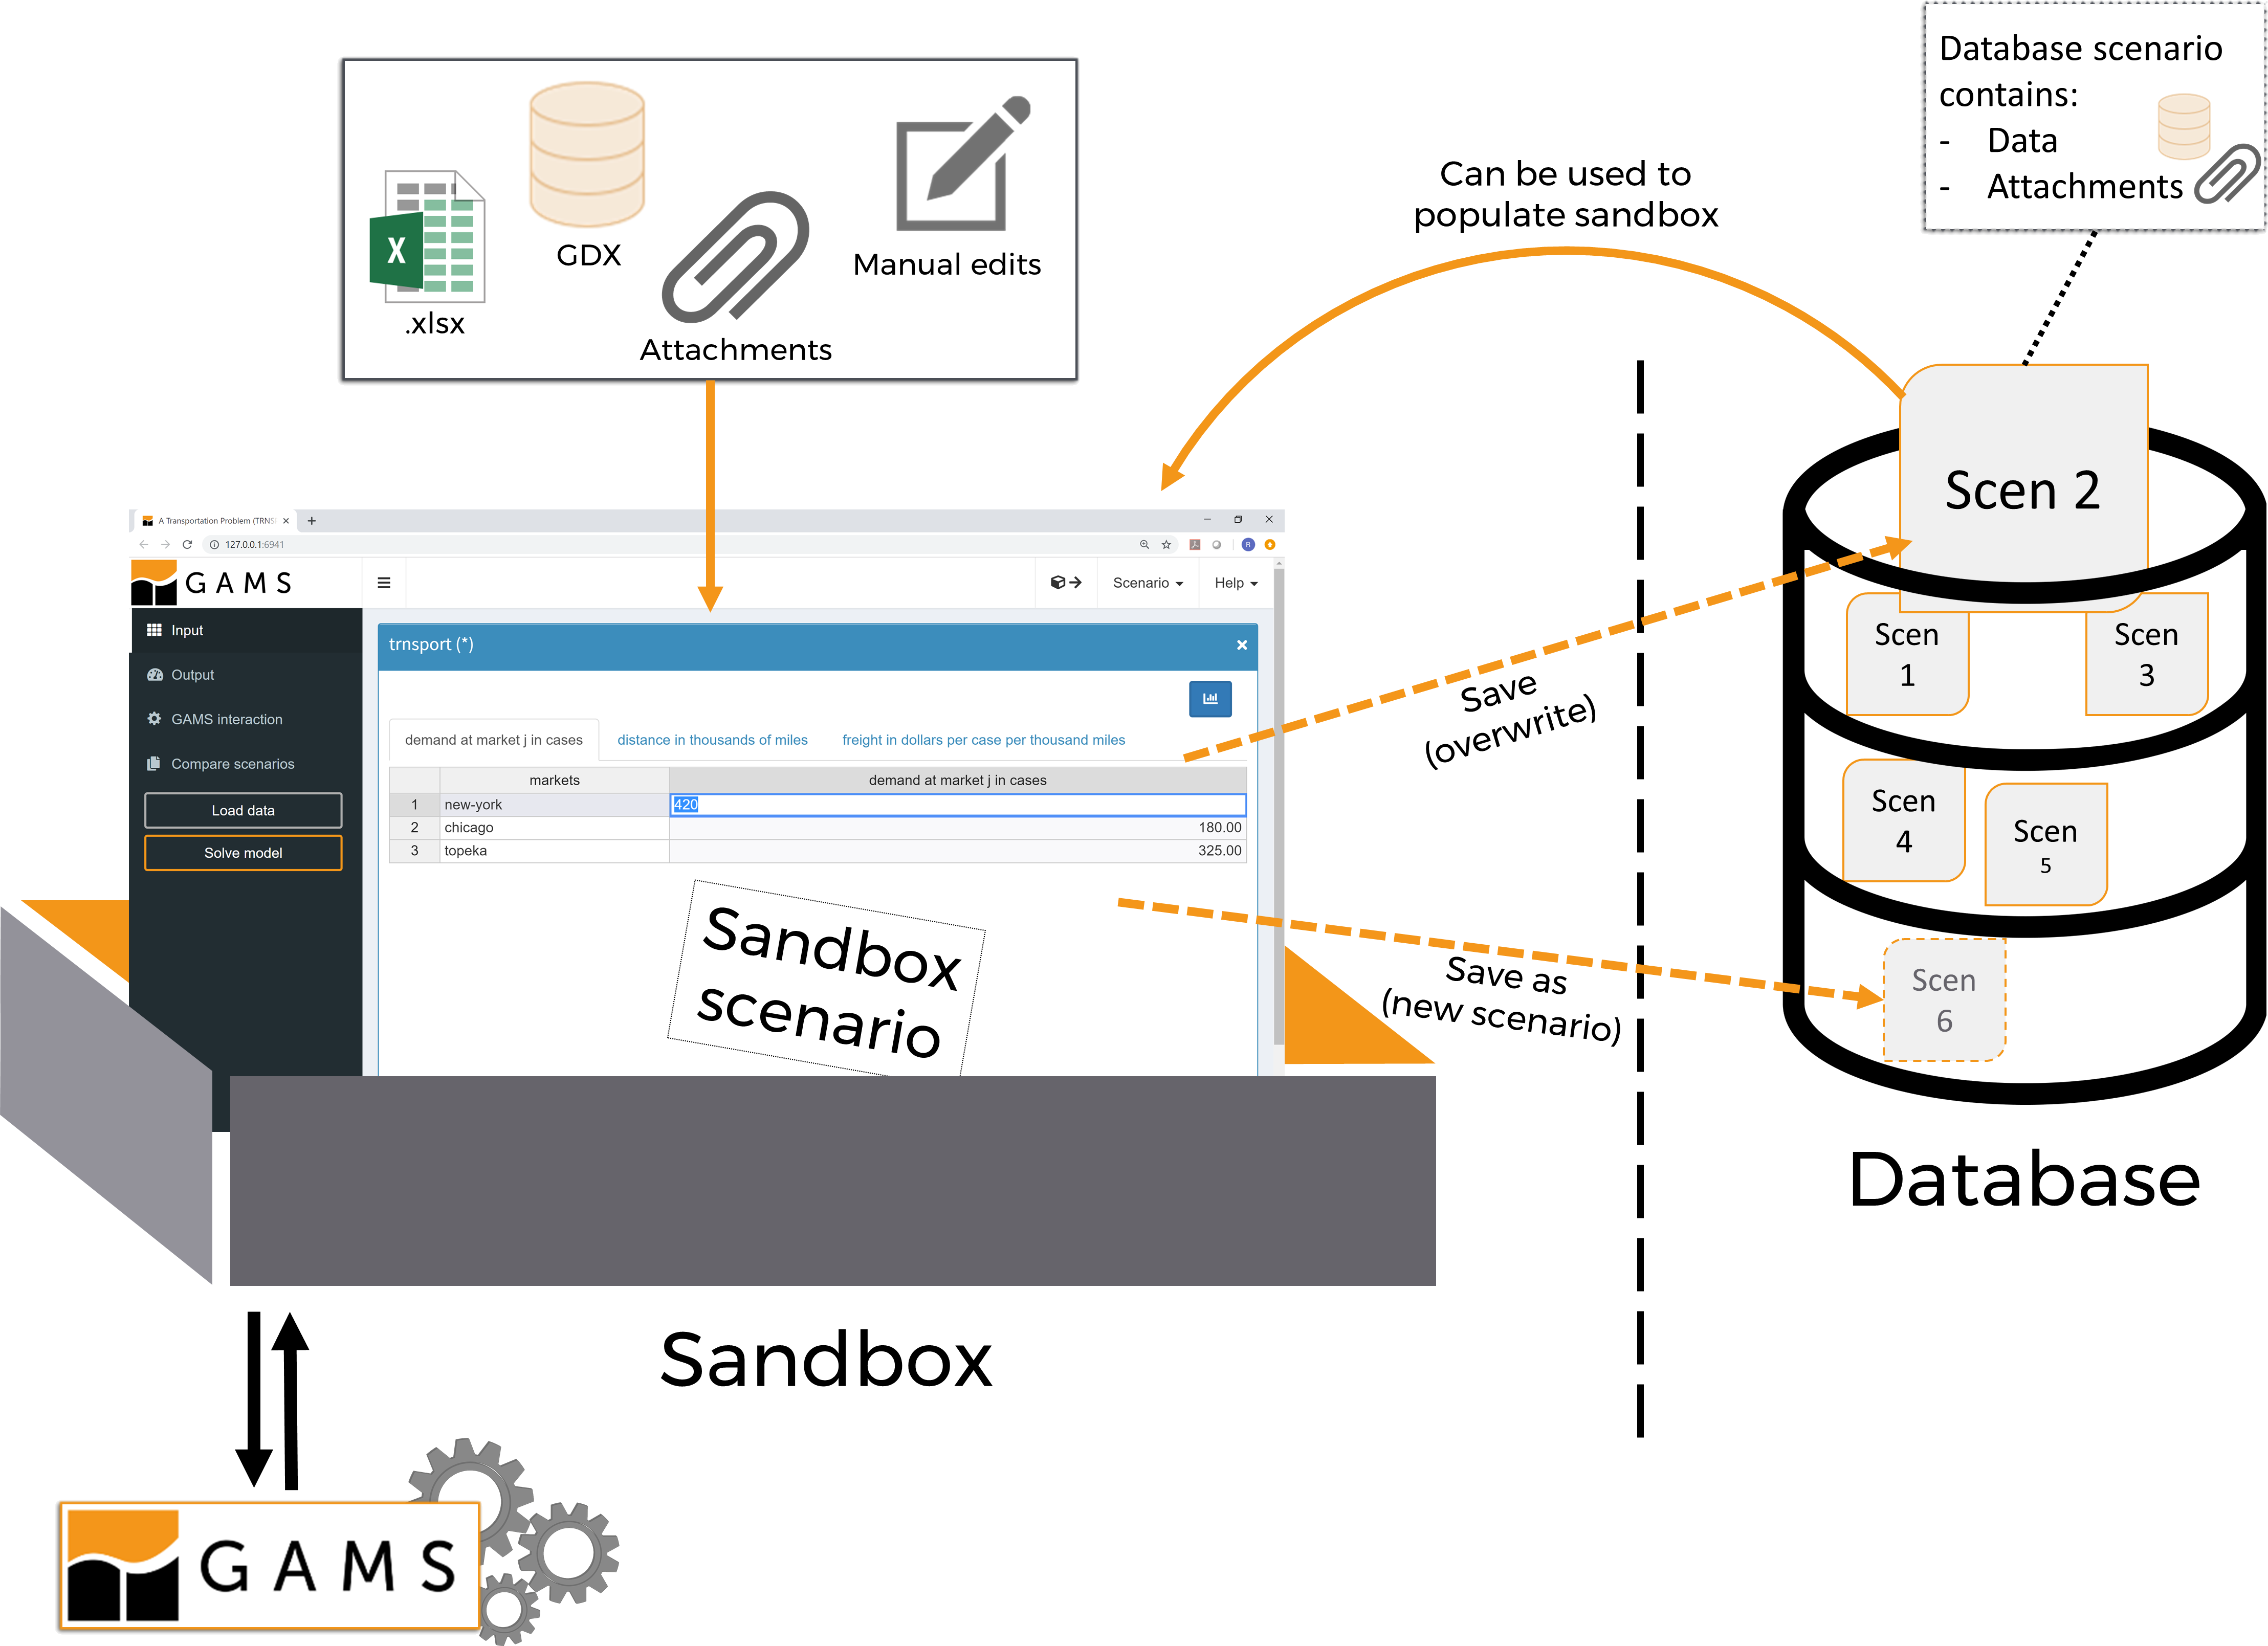 Database scenario
contains:
- Data
- Attachments
X
.xlsx
GDX
Attachments
Manual edits
Can be used to
populate sandbox
A Transportation Problem (TRNS
127.0.0.1:6941
R
GAMS
Scenario
Help
Input
Output
GAMS interaction
Compare scenarios
Load data
Solve model
trnsport (*)
demand at market j in cases
distance in thousands of miles
freight in dollars per case per thousand miles
markets demand at market j in cases
1 new-york 420
2 chicago 180.00
3 topeka 325.00
Sandbox
scenario
Save
(overwrite)
Save as
(new scenario)
Scen 2
Scen
1
Scen
3
Scen
4
Scen
5
Scen
6
Database
Sandbox
GAMS